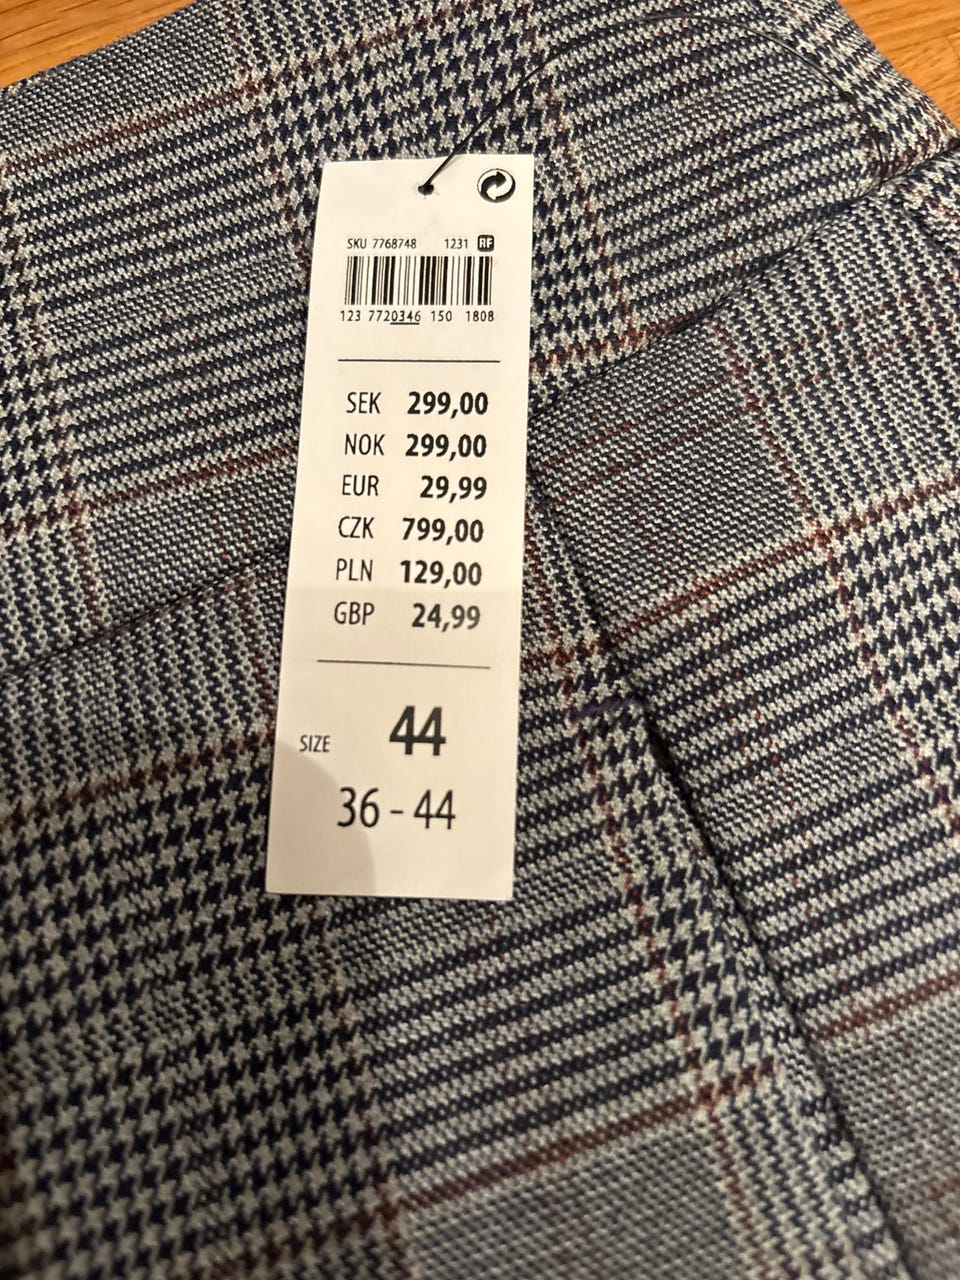 SKU 7768748 1231 RF
123 7720346 150 1808
SEK 299,00
NOK 299,00
EUR 29,99
CZK 799,00
PLN 129,00
GBP 24,99
SIZE 44
36 - 44